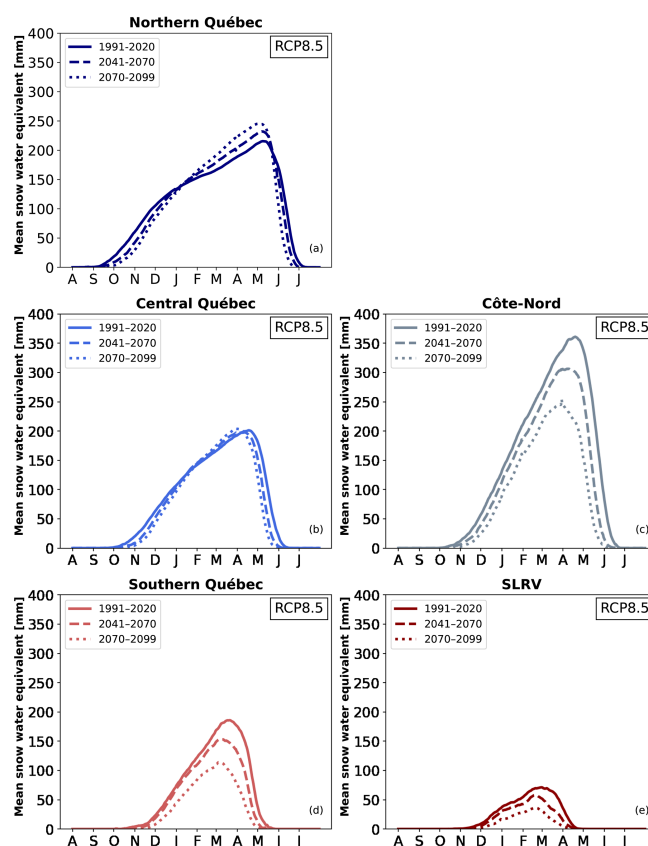 Northern Québec
Mean snow water equivalent [mm]
400
350
300
250
200
150
100
50
0
1991-2020
2041-2070
2070-2099
RCP8.5
(a)
A S O N D J F M A M J J
Central Québec
Mean snow water equivalent [mm]
400
350
300
250
200
150
100
50
0
1991−2020
2041−2070
2070−2099
RCP8.5
(b)
A S O N D J F M A M J J
Côte-Nord
Mean snow water equivalent [mm]
400
350
300
250
200
150
100
50
0
1991−2020
2041−2070
2070−2099
RCP8.5
(c)
A S O N D J F M A M J J
Southern Québec
Mean snow water equivalent [mm]
400
350
300
250
200
150
100
50
0
1991–2020
2041–2070
2070–2099
RCP8.5
(d)
A S O N D J F M A M J J
SLRV
Mean snow water equivalent [mm]
400
350
300
250
200
150
100
50
0
1991–2020
2041–2070
2070–2099
RCP8.5
(e)
A S O N D J F M A M J J